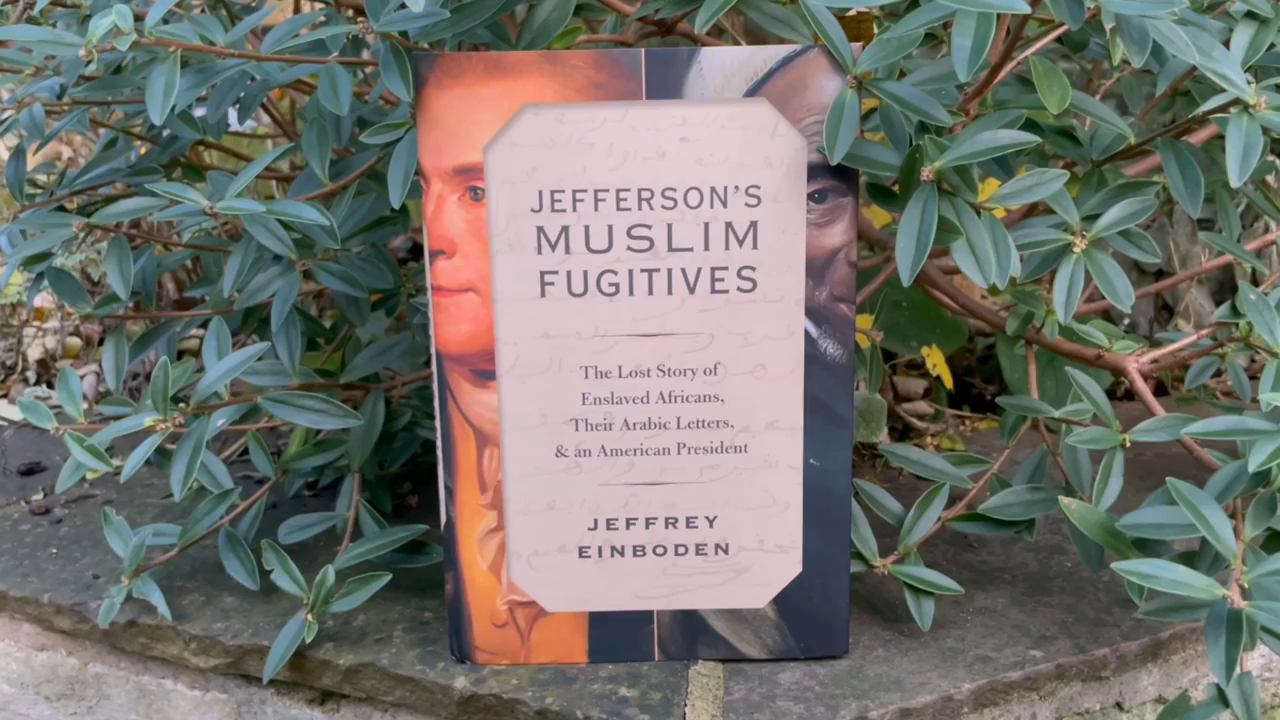 JEFFERSON'S
MUSLIM
FUGITIVES
The Lost Story of
Enslaved Africans,
Their Arabic Letters,
& an American President
JEFFREY
EINBODEN